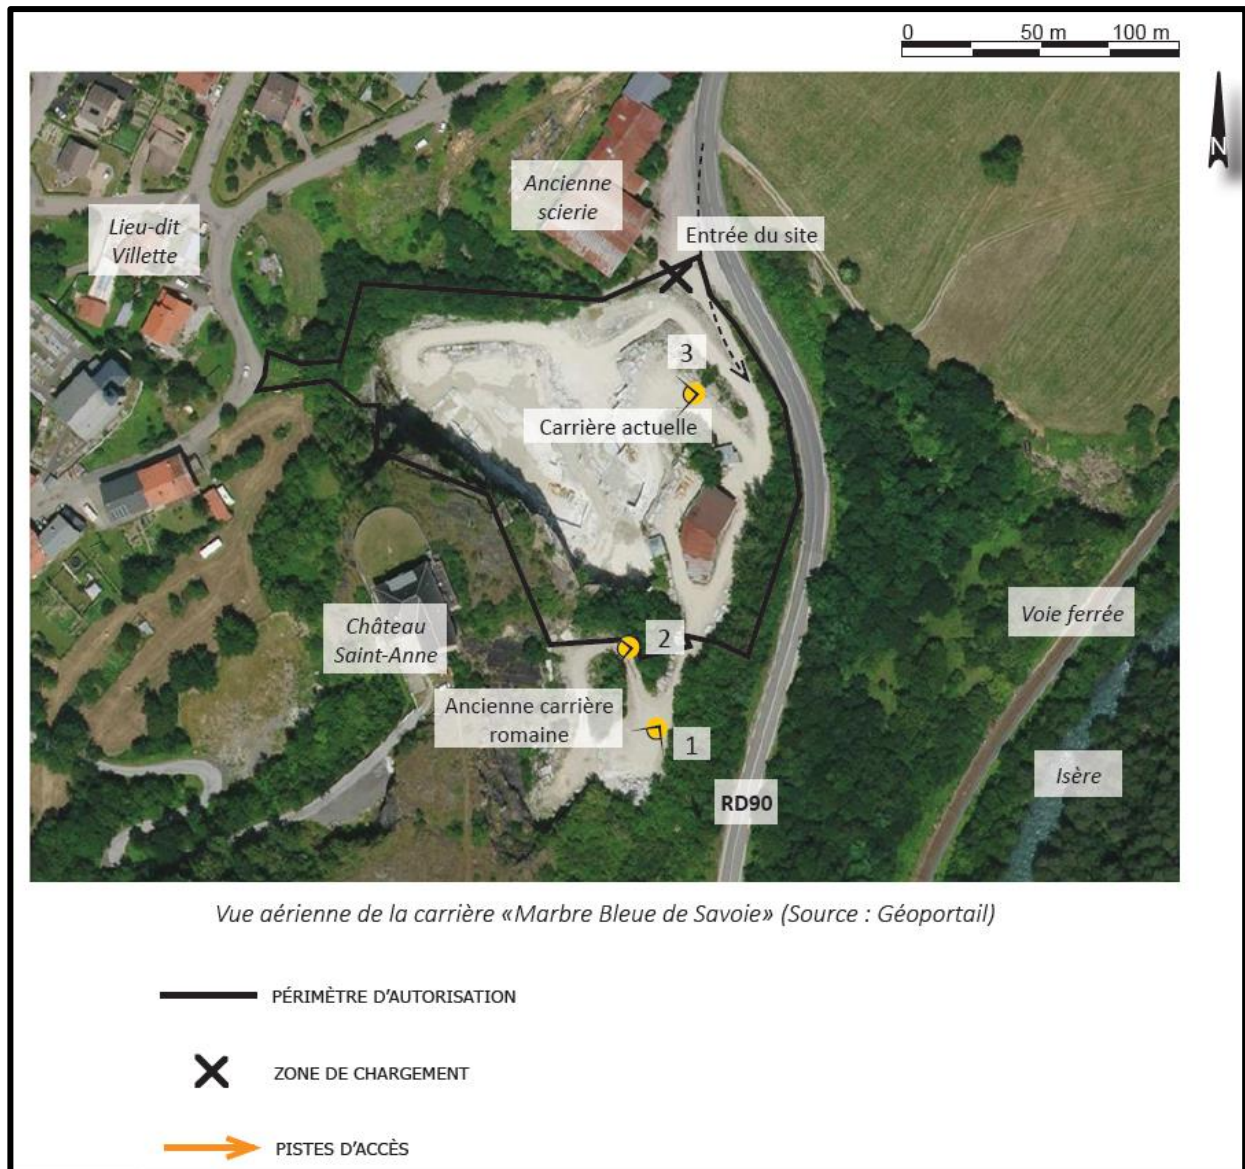 0 50 m 100 m
N
Ancienne
scierie
Lieu-dit
Villette
Entrée du site
3
Carrière actuelle
Château
Saint-Anne
2
Voie ferrée
Ancienne carrière
romaine
1
Isère
RD90
Vue aérienne de la carrière «Marbre Bleue de Savoie» (Source : Géoportail)
PÉRIMÈTRE D'AUTORISATION
ZONE DE CHARGEMENT
PISTES D'ACCÈS